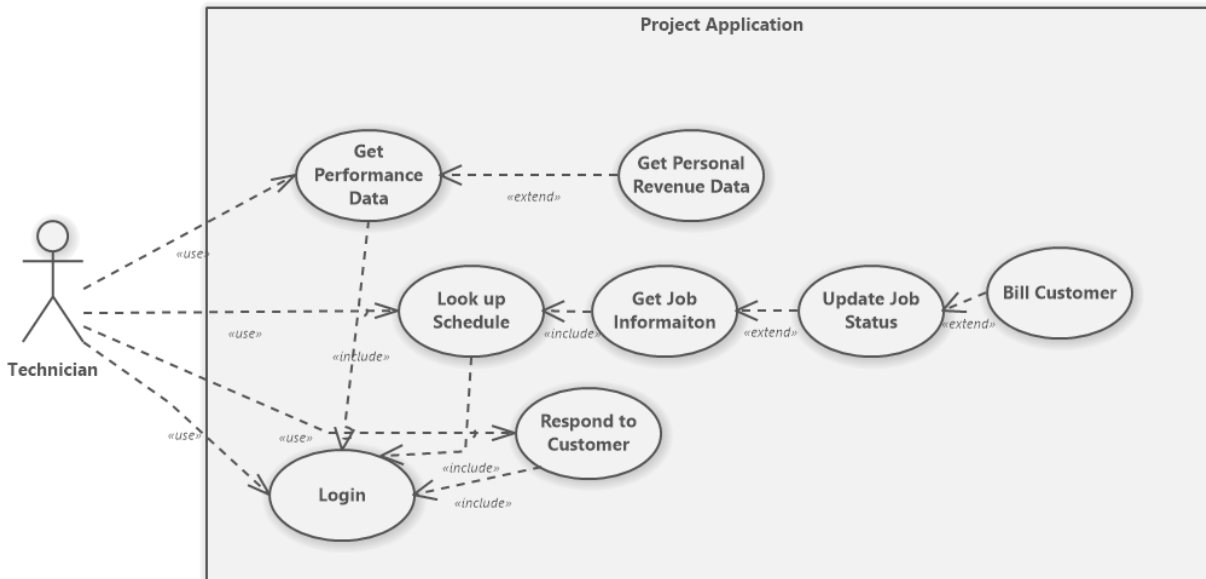 Project Application
Get
Performance
Data
Get Personal
Revenue Data
«extend»
«use»
Technician
Look up
Schedule
Get Job
Informaiton
Update Job
Status
Bill Customer
«use»
«include»
«extend»
«extend»
«include»
Respond to
Customer
«use»
«use»
Login
«include»
«include»